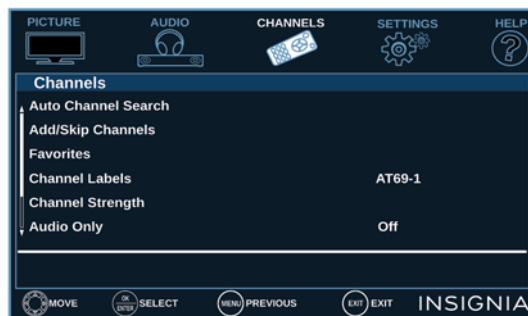 PICTURE AUDIO CHANNELS SETTINGS HELP
?
Channels
Auto Channel Search
Add/Skip Channels
Favorites
Channel Labels AT69-1
Channel Strength
Audio Only Off
MOVE OK ENTER SELECT MENU PREVIOUS EXIT EXIT INSIGNIA